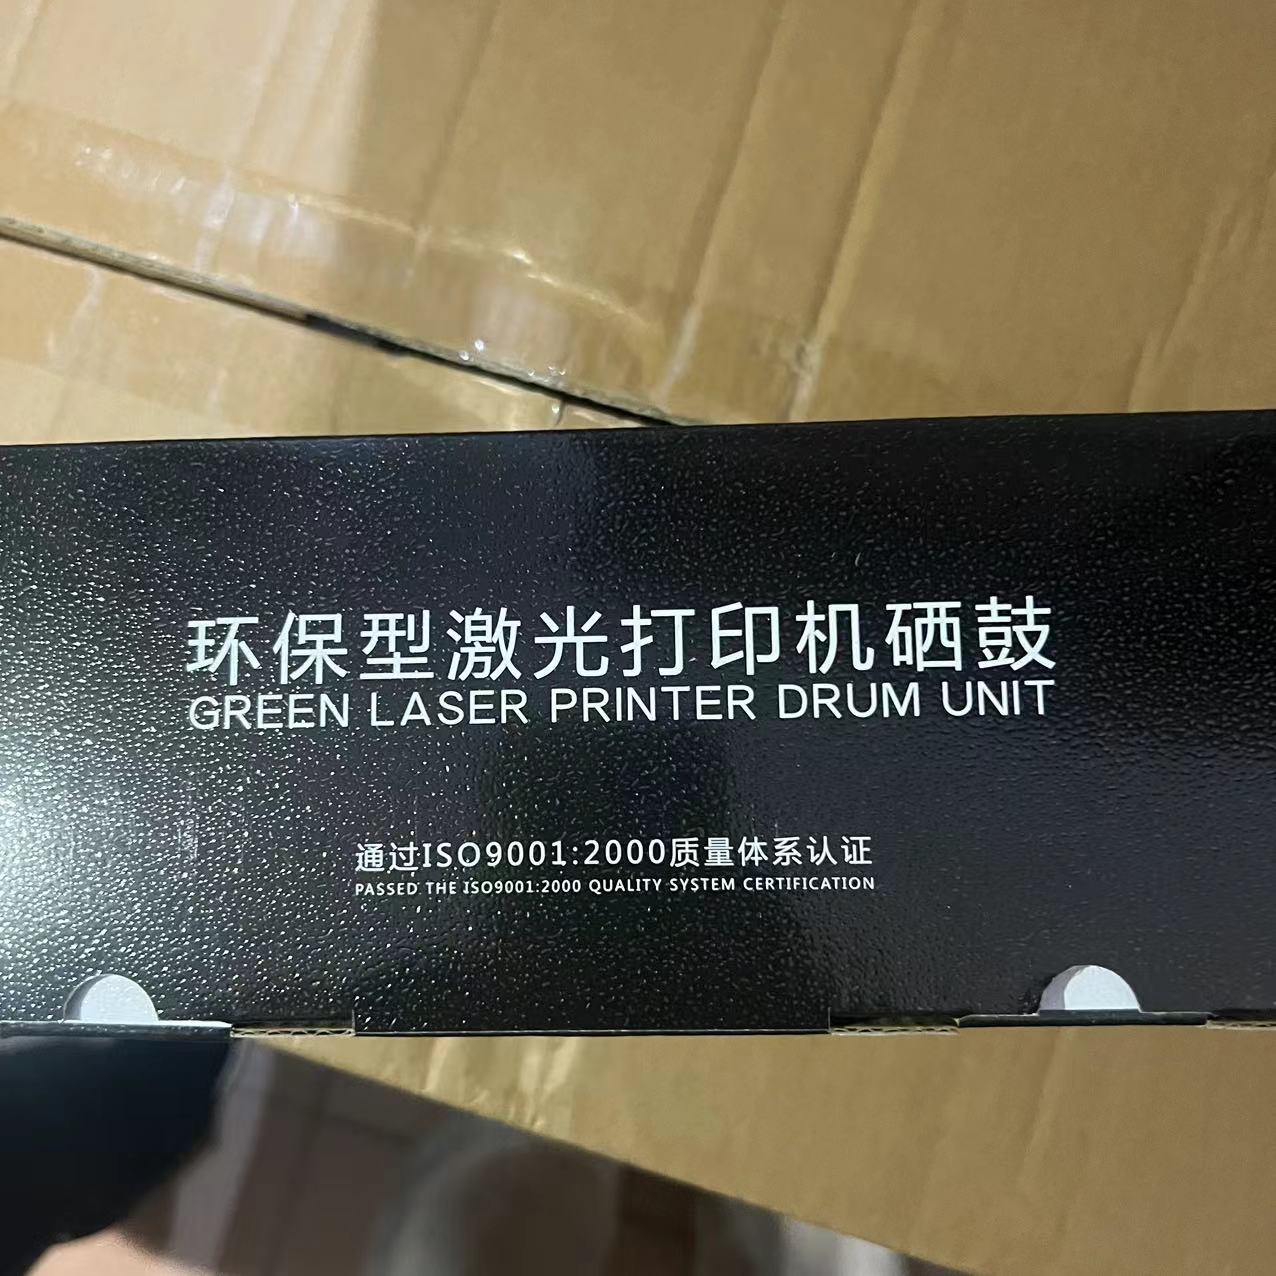 环保型激光打印机硒鼓
GREEN LASER PRINTER DRUM UNIT
通过ISO9001:2000质量体系认证
PASSED THE ISO9001:2000 QUALITY SYSTEM CERTIFICATION